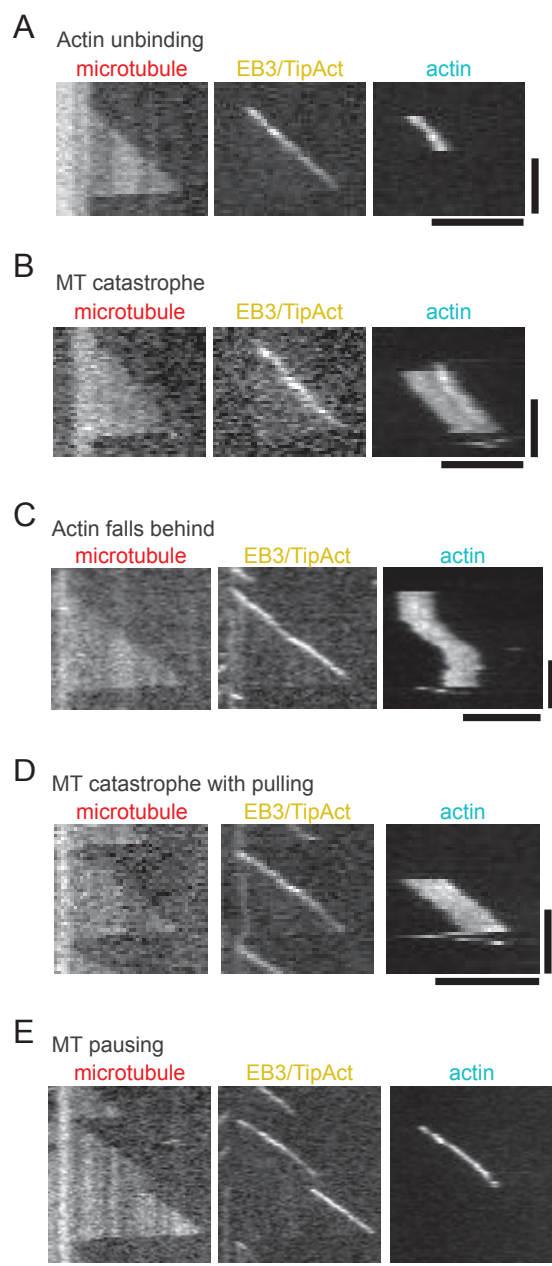 A
Actin unbinding
microtubule EB3/TipAct actin
B
MT catastrophe
microtubule EB3/TipAct actin
C
Actin falls behind
microtubule EB3/TipAct actin
D
MT catastrophe with pulling
microtubule EB3/TipAct actin
E
MT pausing
microtubule EB3/TipAct actin